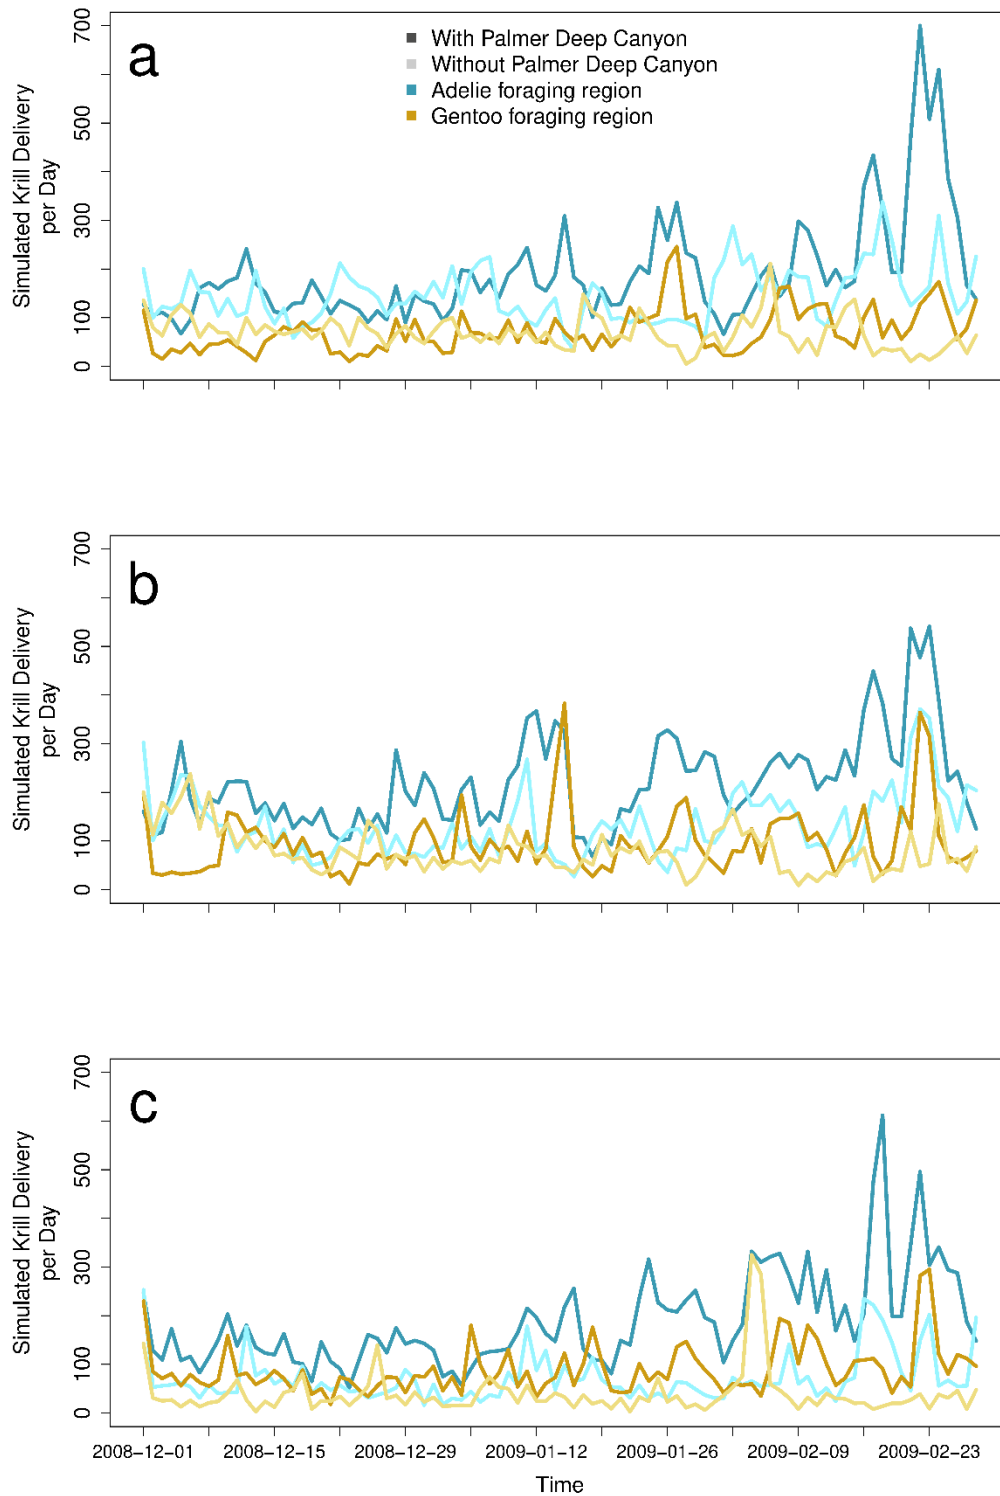 a
With Palmer Deep Canyon
Without Palmer Deep Canyon
Adelie foraging region
Gentoo foraging region
Simulated Krill Delivery
per Day
700
500
300
100
0
b
Simulated Krill Delivery
per Day
700
500
300
100
0
c
Simulated Krill Delivery
per Day
700
500
300
100
0
2008−12−01 2008−12−15 2008−12−29 2009−01−12 2009−01−26 2009−02−09 2009−02−23
Time